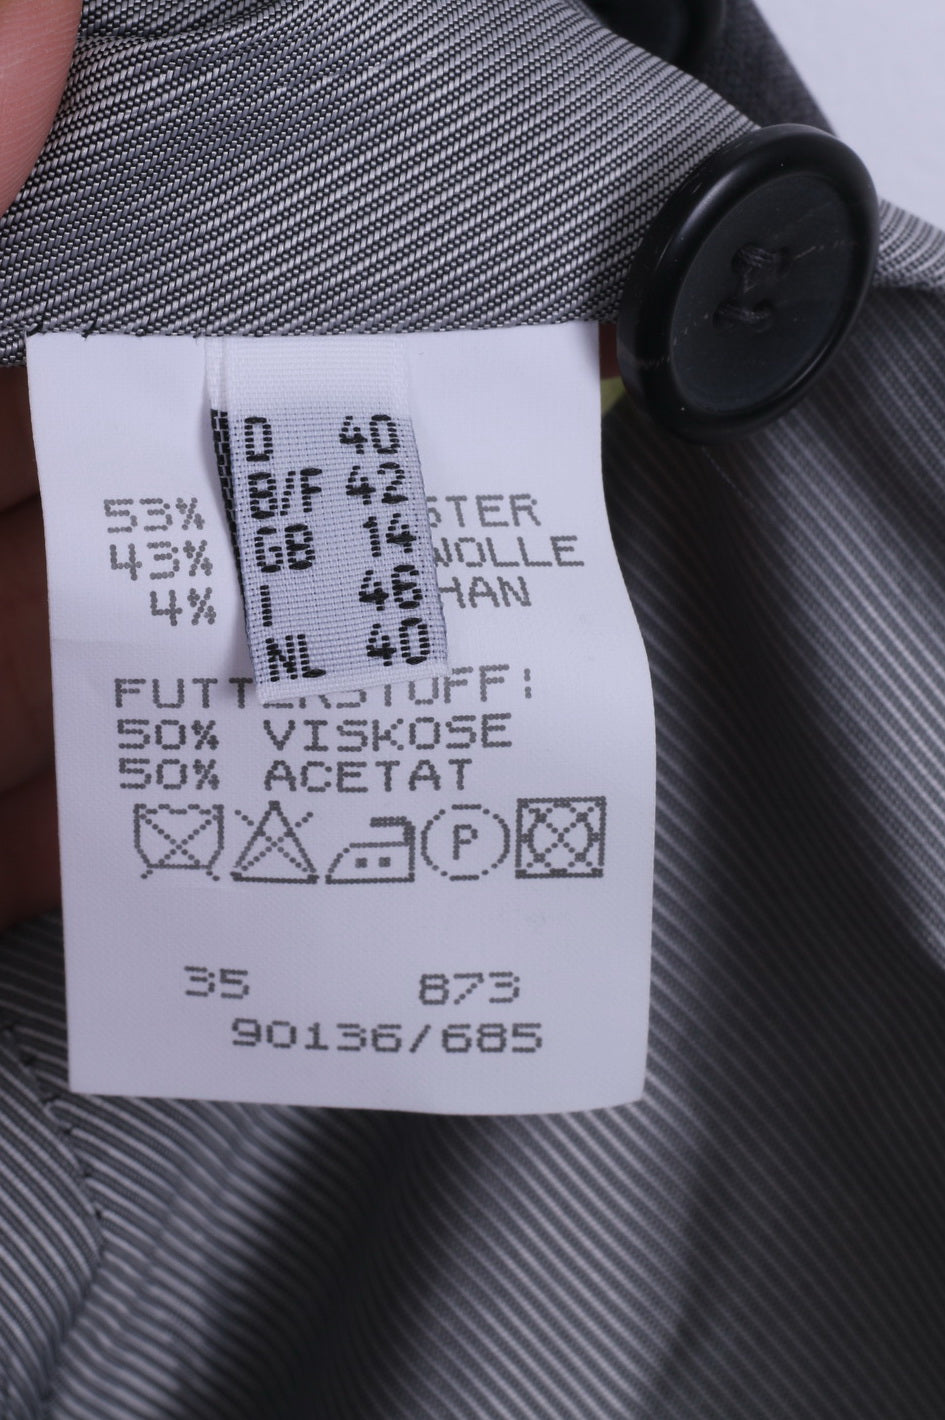 D 40
B/F 42
GB 14
I 46
NL 40
53% STER
43% WOLLE
4% HAN
FUTTERSTOFF:
50% VISKOSE
50% ACETAT
P
35 873
90136/685